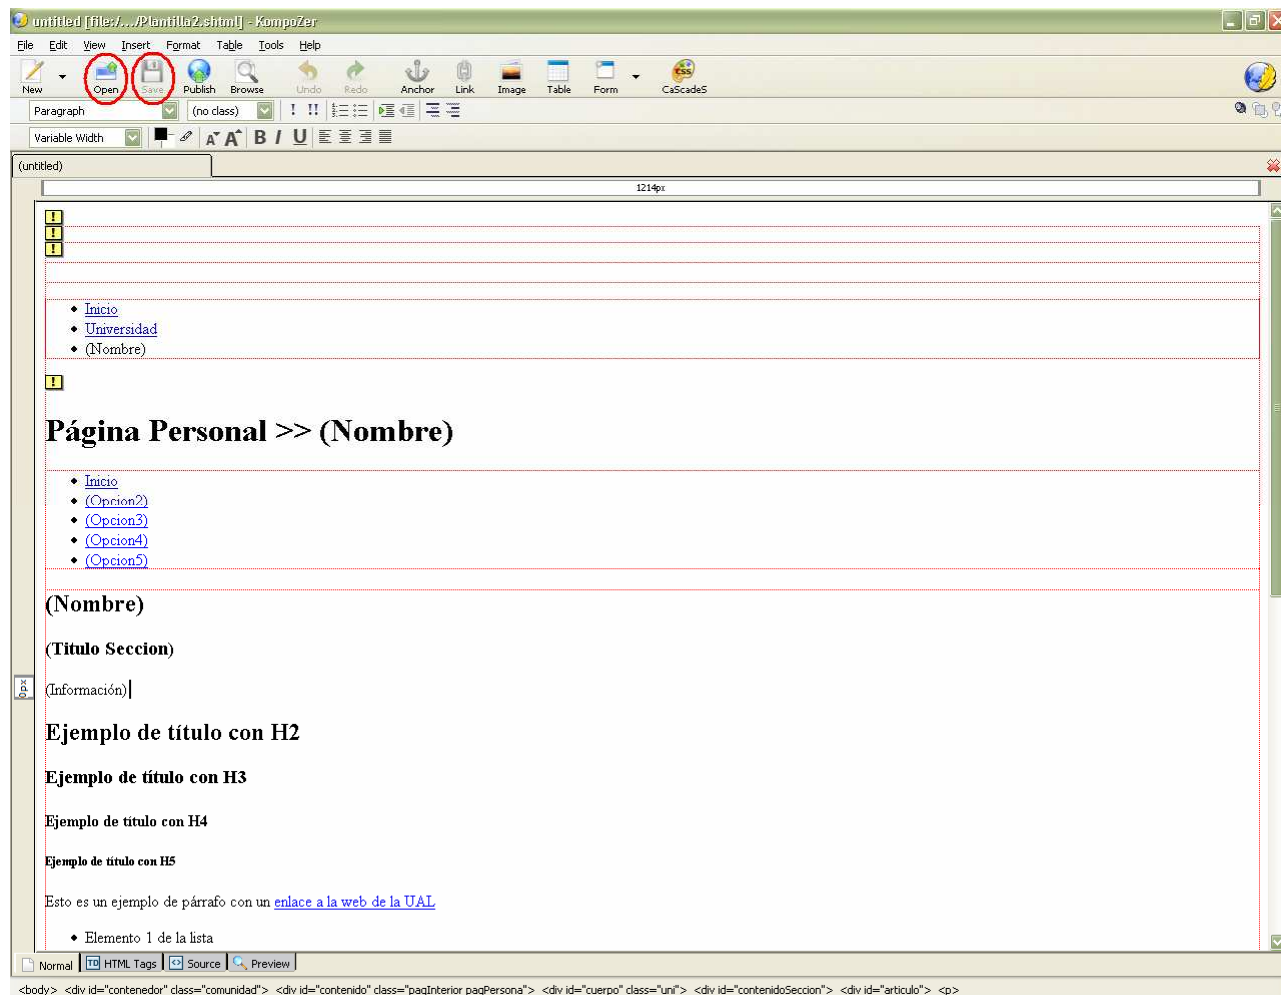 untitled [file:/.../Plantilla2.shtml] - KompoZer
File Edit View Insert Format Table Tools Help
New Open Save Publish Browse Undo Redo Anchor Link Image Table Form CaScadeS
Paragraph (no class) ! !!
Variable Width A A B I U
(untitled)
1214px
!
!
!
Inicio
Universidad
(Nombre)
!
Página Personal >> (Nombre)
Inicio
(Opcion2)
(Opcion3)
(Opcion4)
(Opcion5)
(Nombre)
(Titulo Seccion)
0px
(Información)
Ejemplo de título con H2
Ejemplo de título con H3
Ejemplo de título con H4
Ejemplo de título con H5
Esto es un ejemplo de párrafo con un enlace a la web de la UAL
Elemento 1 de la lista
Normal TD HTML Tags Source Preview
<body> <div id="contenedor" class="comunidad"> <div id="contenido" class="pagInterior pagPersona"> <div id="cuerpo" class="uni"> <div id="contenidoSeccion"> <div id="articulo"> <p>